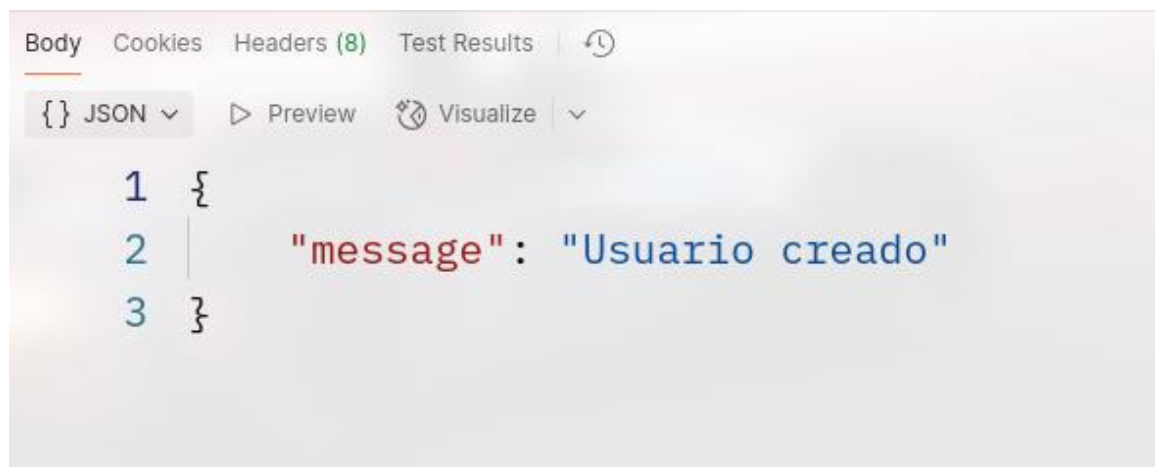 Body Cookies Headers (8) Test Results
{} JSON Preview Visualize
1 {
2 "message": "Usuario creado"
3 }